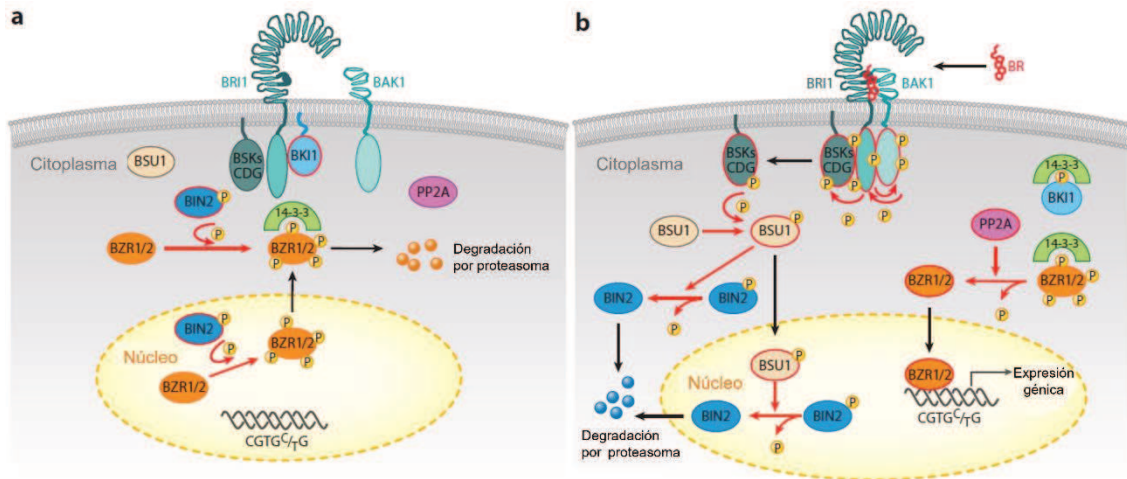 a
BRI1
BAK1
BSKs
CDG
BKI1
Citoplasma
BSU1
PP2A
BIN2
P
P
14-3-3
P
P
P
P
BZR1/2
BZR1/2
Degradación
por proteasoma
BIN2
P
P
Núcleo
P
P
P
P
BZR1/2
BZR1/2
CGTGC/TG
b
BR
BRI1
BAK1
Citoplasma
BSKs
CDG
P
BSKs
CDG
P
P
P
P
P
P
P
P
P
14-3-3
P
BKI1
P
BSU1
BSU1
P
PP2A
14-3-3
P
BZR1/2
BZR1/2
P
P
P
P
BIN2
BIN2
P
P
BSU1
P
Núcleo
BZR1/2
Expresión
génica
BIN2
BIN2
P
P
CGTGC/TG
Degradación
por proteasoma